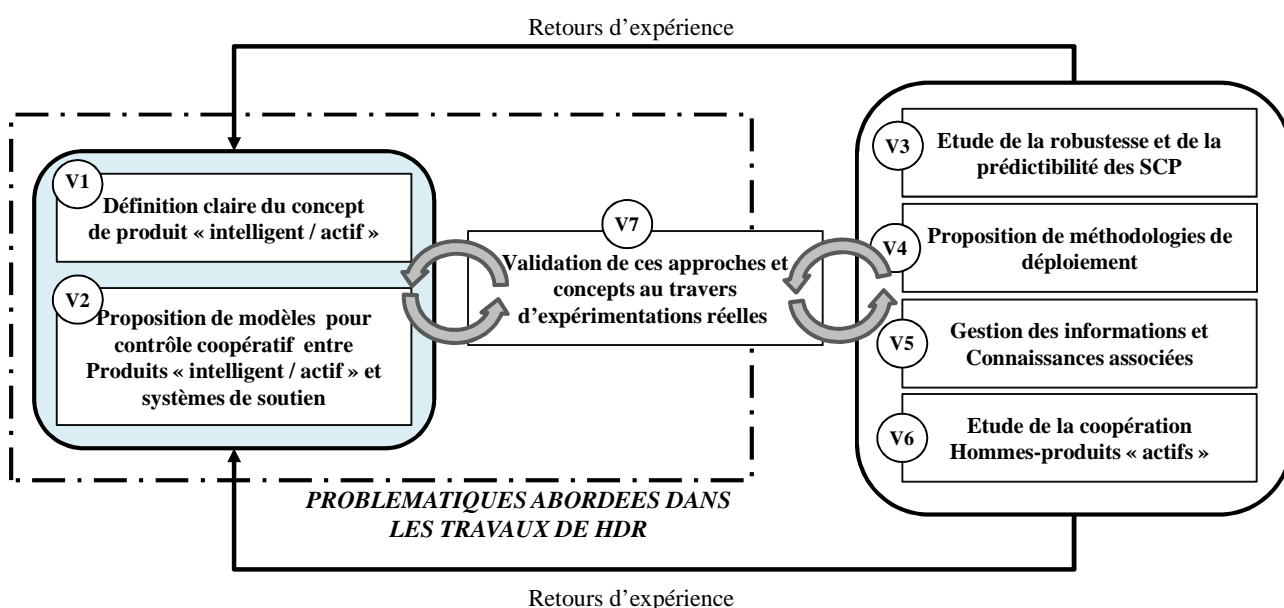 Retours d'expérience
V1
Définition claire du concept
de produit « intelligent / actif »
V2
Proposition de modèles pour
contrôle coopératif entre
Produits « intelligent / actif » et
systèmes de soutien
V7
Validation de ces approches et
concepts au travers
d'expérimentations réelles
V3
Etude de la robustesse et de la
prédictibilité des SCP
V4
Proposition de méthodologies de
déploiement
V5
Gestion des informations et
Connaissances associées
V6
Etude de la coopération
Hommes-produits « actifs »
PROBLEMATIQUES ABORDEES DANS
LES TRAVAUX DE HDR
Retours d'expérience